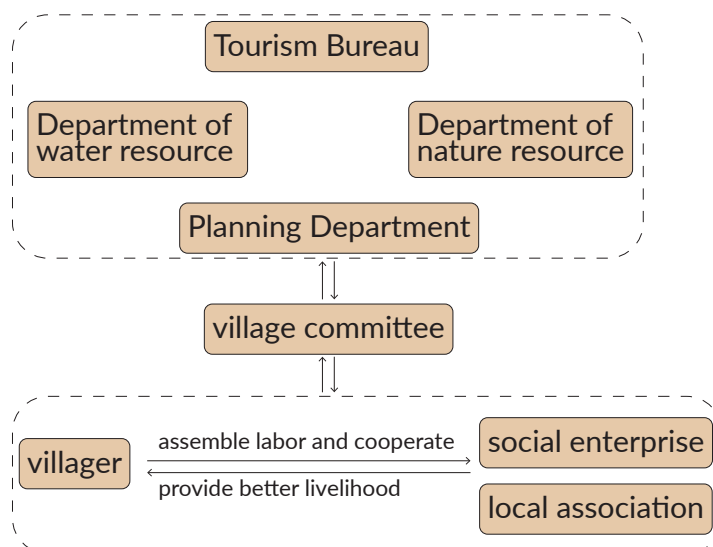 Tourism Bureau
Department of
water resource
Department of
nature resource
Planning Department
village committee
villager
assemble labor and cooperate
provide better livelihood
social enterprise
local association